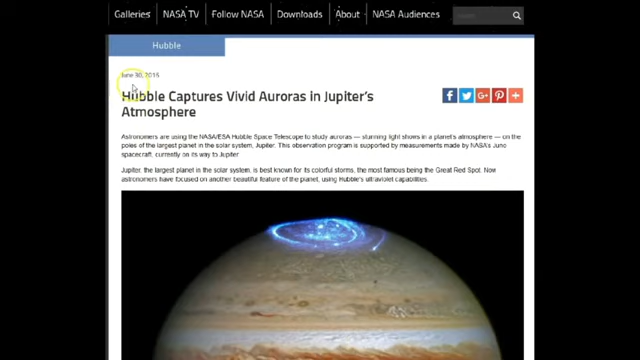 Galleries NASA TV Follow NASA Downloads About NASA Audiences
Hubble
June 30, 2016
Hubble Captures Vivid Auroras in Jupiter's
Atmosphere
Astronomers are using the NASA/ESA Hubble Space Telescope to study auroras — stunning light shows in a planet's atmosphere — on the
poles of the largest planet in the solar system, Jupiter. This observation program is supported by measurements made by NASA's Juno
spacecraft, currently on its way to Jupiter.
Jupiter, the largest planet in the solar system, is best known for its colorful storms, the most famous being the Great Red Spot. Now
astronomers have focused on another beautiful feature of the planet, using Hubble's ultraviolet capabilities.